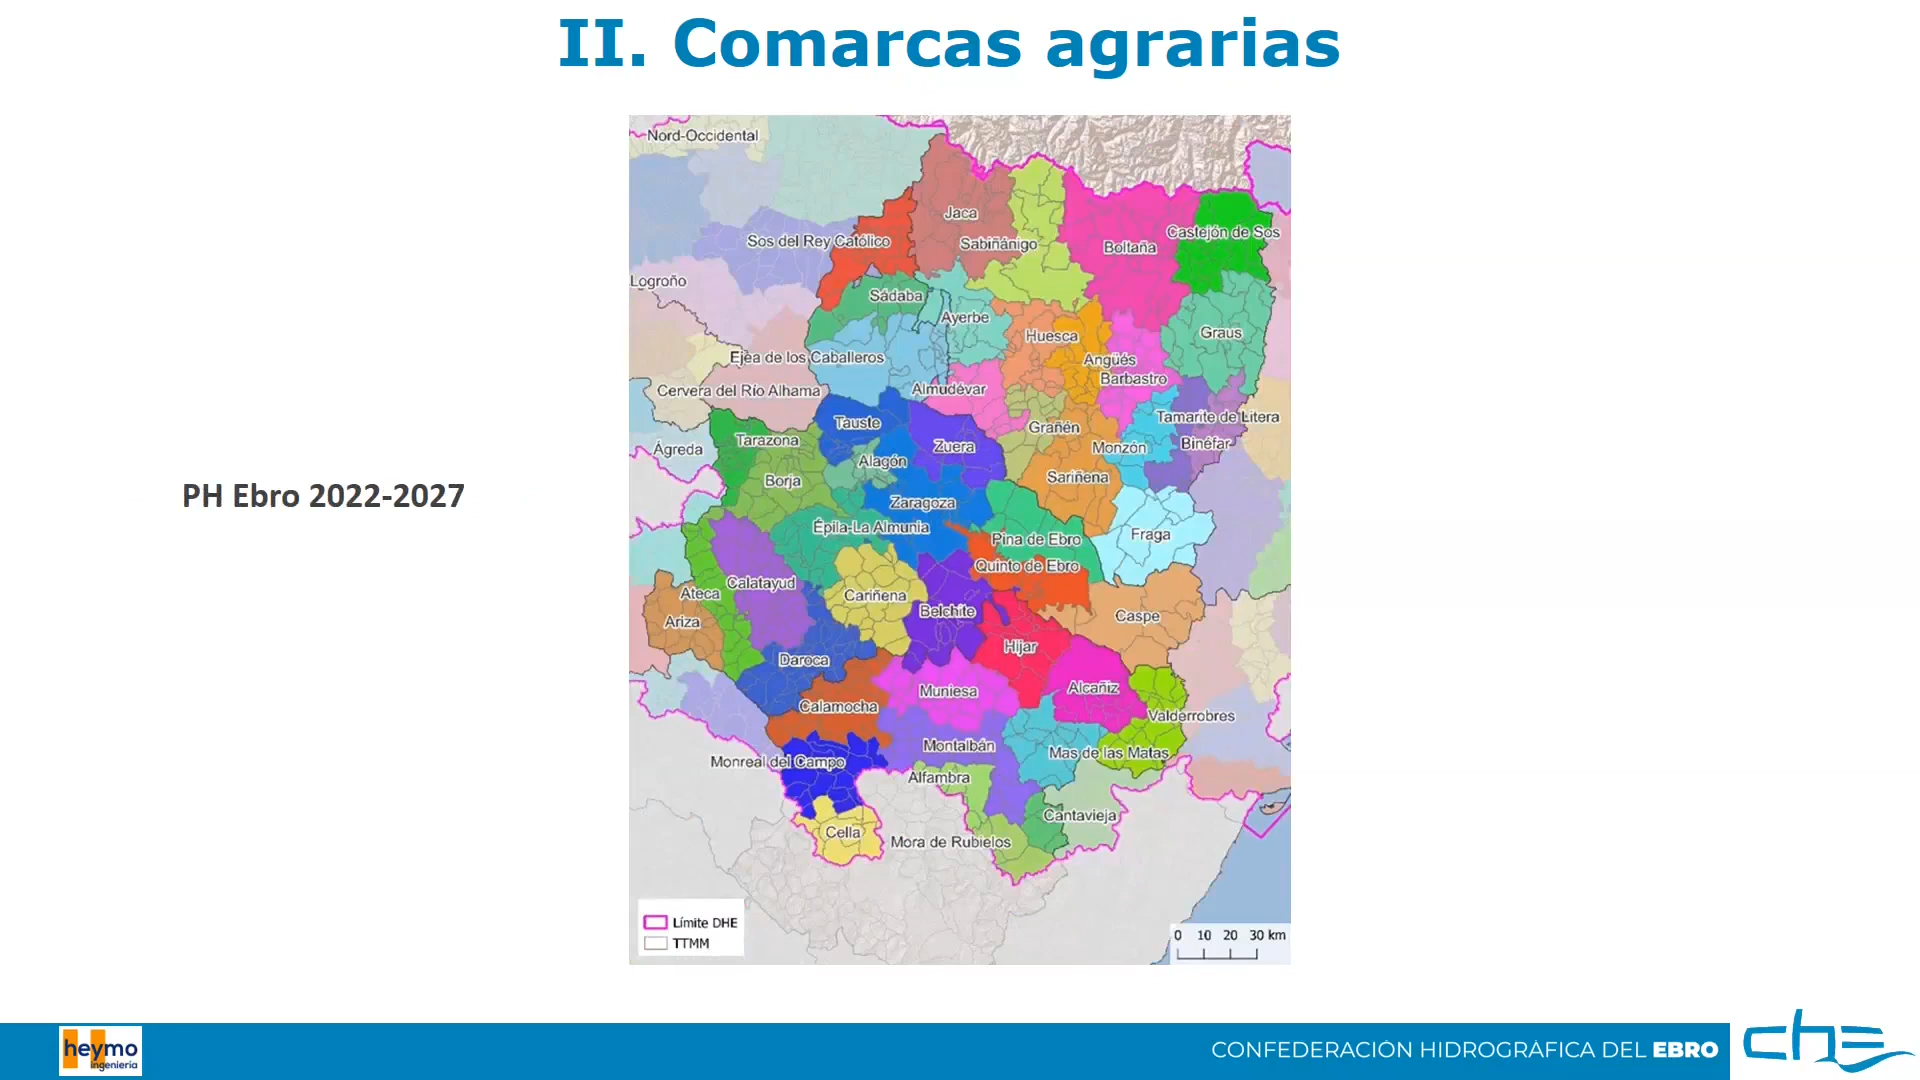 II. Comarcas agrarias
Nord-Occidental
Jaca
Castejón de Sos
Sos del Rey Católico
Sabiñánigo
Boltaña
Logroño
Sádaba
Ayerbe
Huesca
Graus
Ejea de los Caballeros
Angüés
Barbastro
Cervera del Río Alhama
Almudévar
Tamarite de Litera
Tauste
Grañén
Tarazona
Zuera
Monzón
Binéfar
Ágreda
Alagón
Borja
Sariñena
PH Ebro 2022-2027
Zaragoza
Épila-La Almunia
Pina de Ebro
Fraga
Quinto de Ebro
Calatayud
Ateca
Cariñena
Belchite
Caspe
Ariza
Híjar
Daroca
Muniesa
Alcañiz
Calamocha
Valderrobres
Montalbán
Mas de las Matas
Monreal del Campo
Alfambra
Cantavieja
Cella
Mora de Rubielos
Límite DHE
TTMM
0 10 20 30 km
heymo
ingeniería
CONFEDERACIÓN HIDROGRÁFICA DEL EBRO
che